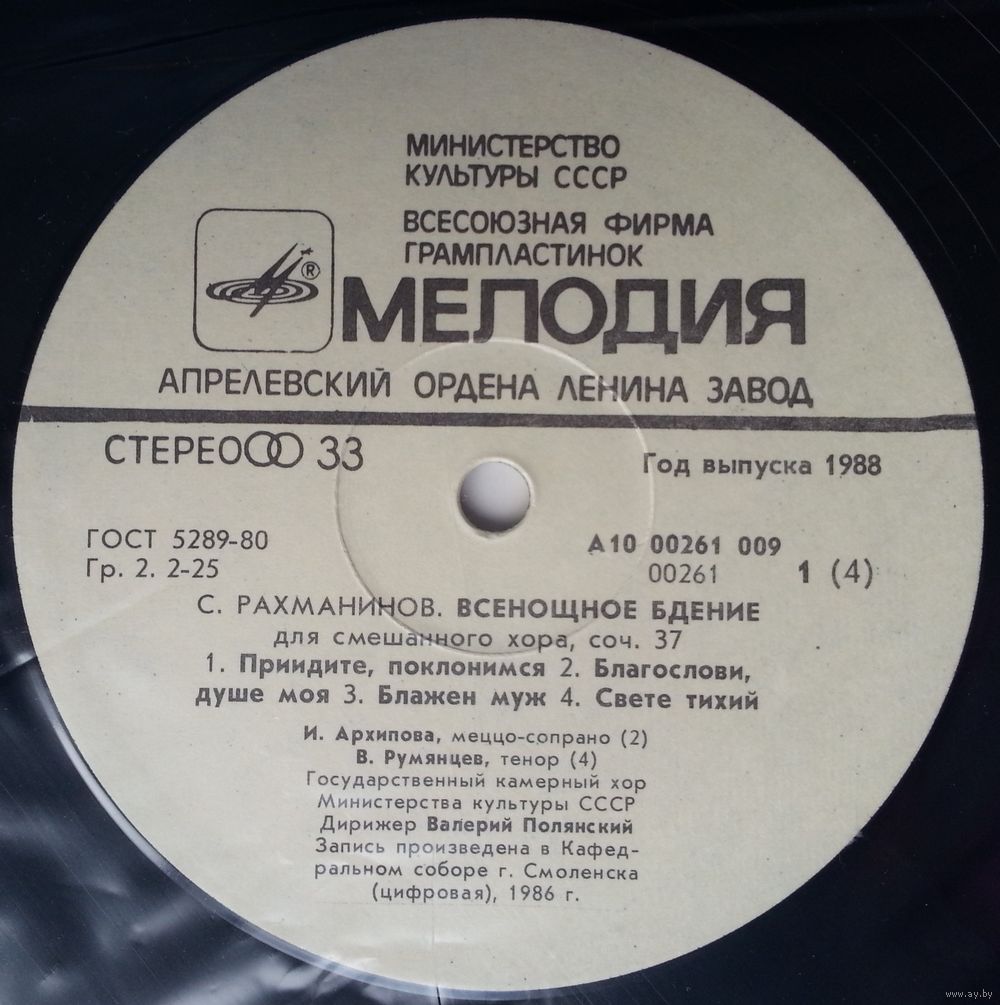 МИНИСТЕРСТВО
КУЛЬТУРЫ СССР
ВСЕСОЮЗНАЯ ФИРМА
ГРАМПЛАСТИНОК
®
МЕЛОДИЯ
АПРЕЛЕВСКИЙ ОРДЕНА ЛЕНИНА ЗАВОД
СТЕРЕО 33
Год выпуска 1988
ГОСТ 5289-80
Гр. 2. 2-25
А10 00261 009
00261 1 (4)
С. РАХМАНИНОВ. ВСЕНОЩНОЕ БДЕНИЕ
для смешанного хора, соч. 37
1. Приидите, поклонимся 2. Благослови,
душе моя 3. Блажен муж 4. Свете тихий
И. Архипова, меццо-сопрано (2)
В. Румянцев, тенор (4)
Государственный камерный хор
Министерства культуры СССР
Дирижер Валерий Полянский
Запись произведена в Кафед-
ральном соборе г. Смоленска
(цифровая), 1986 г.
www.ay.by